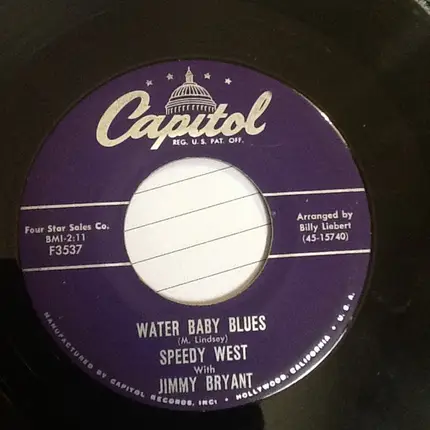 Capitol
REG. U.S. PAT. OFF.
Four Star Sales Co.
BMI-2:11
F3537
Arranged by
Billy Liebert
(45-15740)
WATER BABY BLUES
(M. Lindsey)
SPEEDY WEST
With
JIMMY BRYANT
MANUFACTURED BY CAPITOL RECORDS, INC. • HOLLYWOOD, CALIFORNIA • U.S.A.